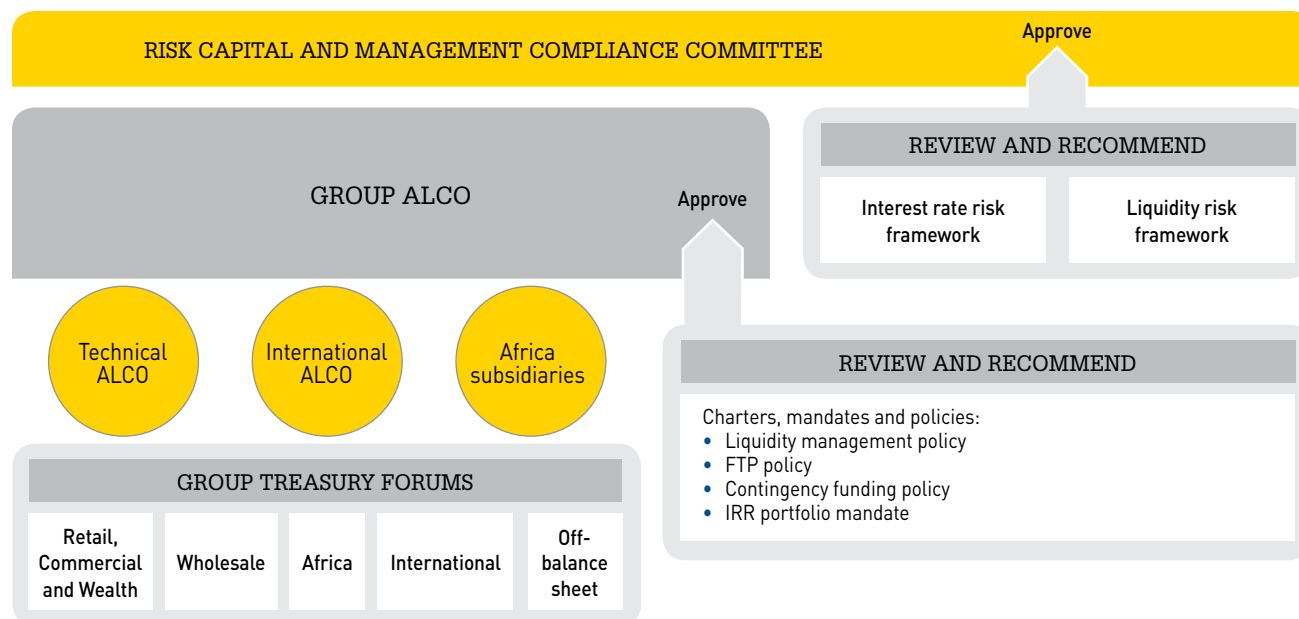 RISK CAPITAL AND MANAGEMENT COMPLIANCE COMMITTEE
Approve
GROUP ALCO
Approve
REVIEW AND RECOMMEND
Interest rate risk
framework
Liquidity risk
framework
Technical
ALCO
International
ALCO
Africa
subsidiaries
REVIEW AND RECOMMEND
Charters, mandates and policies:
• Liquidity management policy
• FTP policy
• Contingency funding policy
• IRR portfolio mandate
GROUP TREASURY FORUMS
Retail,
Commercial
and Wealth
Wholesale
Africa
International
Off-
balance
sheet